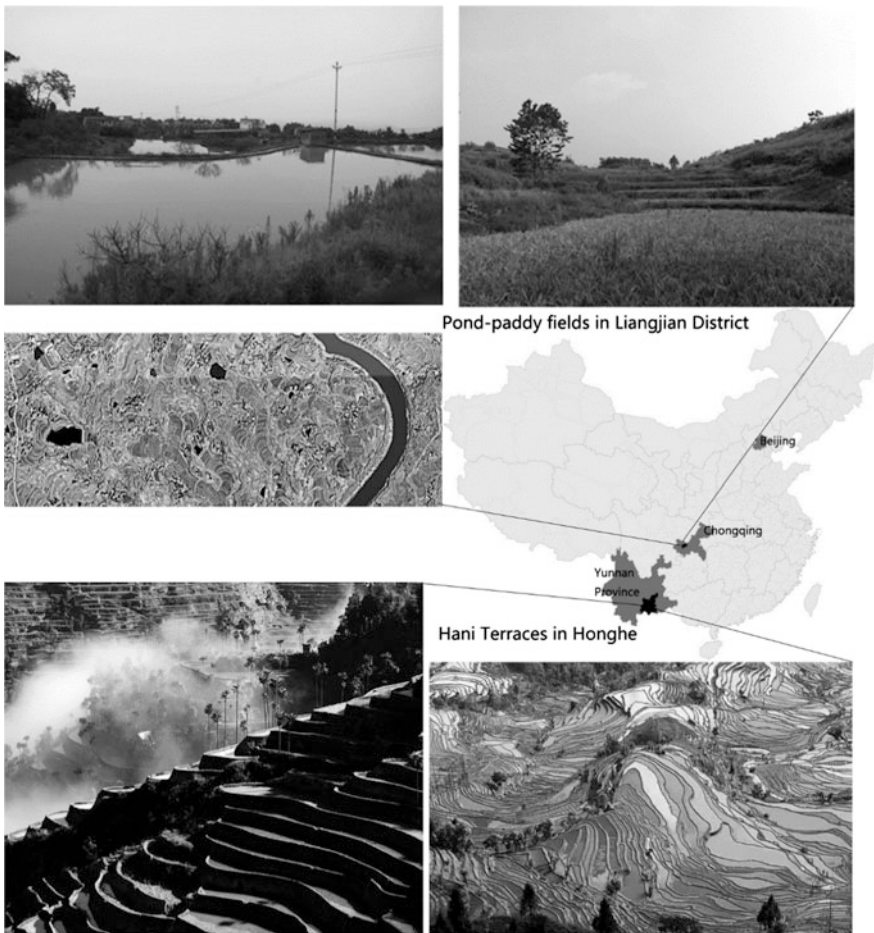 Pond-paddy fields in Liangjian District
Beijing
Chongqing
Yunnan
Province
Hani Terraces in Honghe